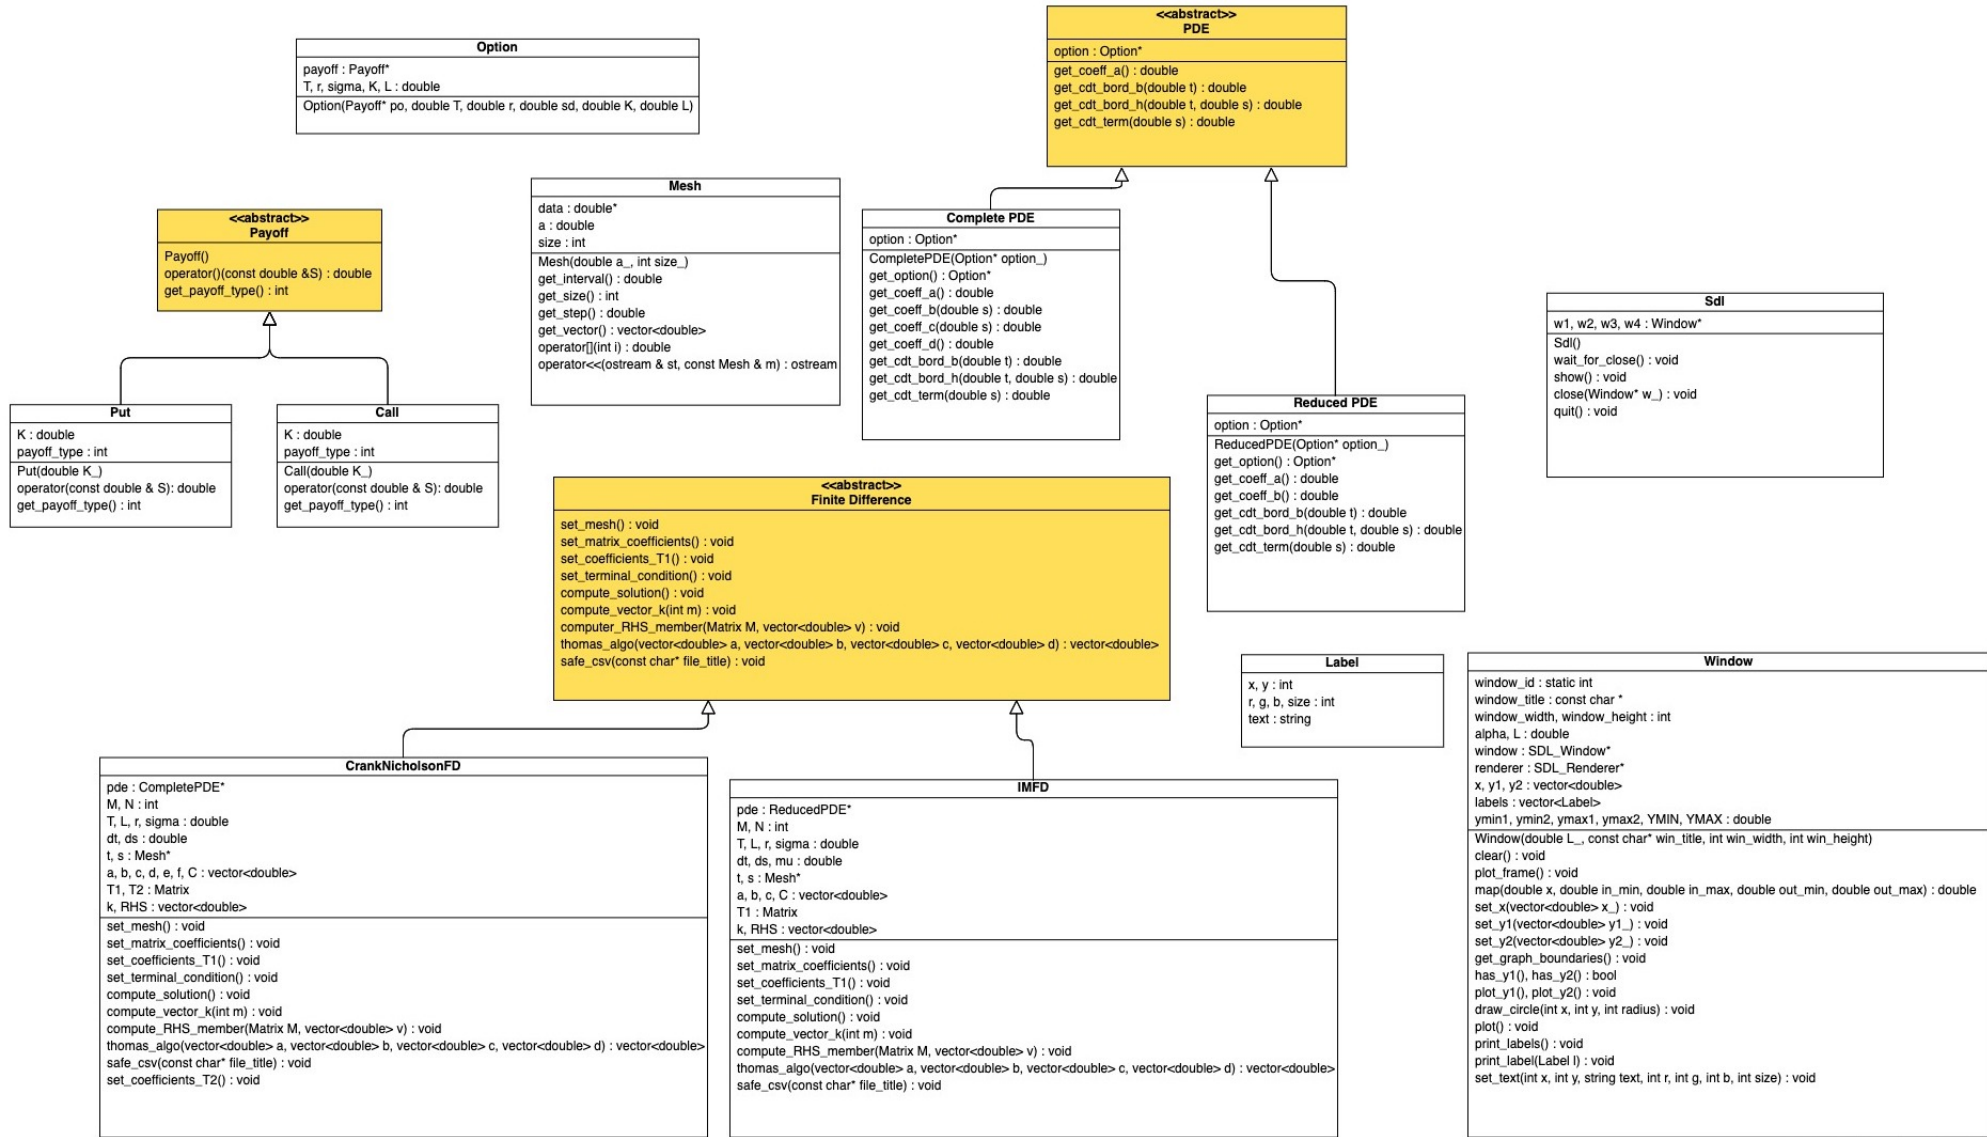 <<abstract>>
PDE
option : Option*
get_coeff_a() : double
get_cdt_bord_b(double t) : double
get_cdt_bord_h(double t, double s) : double
get_cdt_term(double s) : double
Option
payoff : Payoff*
T, r, sigma, K, L : double
Option(Payoff* po, double T, double r, double sd, double K, double L)
Mesh
data : double*
a : double
size : int
Mesh(double a_, int size_)
get_interval() : double
get_size() : int
get_step() : double
get_vector() : vector<double>
operator[](int i) : double
operator<<(ostream & st, const Mesh & m) : ostream
<<abstract>>
Payoff
Payoff()
operator()(const double &S) : double
get_payoff_type() : int
Complete PDE
option : Option*
CompletePDE(Option* option_)
get_option() : Option*
get_coeff_a() : double
get_coeff_b(double s) : double
get_coeff_c(double s) : double
get_coeff_d() : double
get_cdt_bord_b(double t) : double
get_cdt_bord_h(double t, double s) : double
get_cdt_term(double s) : double
Sdl
w1, w2, w3, w4 : Window*
Sdl()
wait_for_close() : void
show() : void
close(Window* w_) : void
quit() : void
Put
K : double
payoff_type : int
Put(double K_)
operator(const double & S): double
get_payoff_type() : int
Call
K : double
payoff_type : int
Call(double K_)
operator(const double & S): double
get_payoff_type() : int
Reduced PDE
option : Option*
ReducedPDE(Option* option_)
get_option() : Option*
get_coeff_a() : double
get_coeff_b() : double
get_cdt_bord_b(double t) : double
get_cdt_bord_h(double t, double s) : double
get_cdt_term(double s) : double
<<abstract>>
Finite Difference
set_mesh() : void
set_matrix_coefficients() : void
set_coefficients_T1() : void
set_terminal_condition() : void
compute_solution() : void
compute_vector_k(int m) : void
computer_RHS_member(Matrix M, vector<double> v) : void
thomas_algo(vector<double> a, vector<double> b, vector<double> c, vector<double> d) : vector<double>
safe_csv(const char* file_title) : void
Label
x, y : int
r, g, b, size : int
text : string
Window
window_id : static int
window_title : const char *
window_width, window_height : int
alpha, L : double
window : SDL_Window*
renderer : SDL_Renderer*
x, y1, y2 : vector<double>
labels : vector<Label>
ymin1, ymin2, ymax1, ymax2, YMIN, YMAX : double
Window(double L_, const char* win_title, int win_width, int win_height)
clear() : void
plot_frame() : void
map(double x, double in_min, double in_max, double out_min, double out_max) : double
set_x(vector<double> x_) : void
set_y1(vector<double> y1_) : void
set_y2(vector<double> y2_) : void
get_graph_boundaries() : void
has_y1(), has_y2() : bool
plot_y1(), plot_y2() : void
draw_circle(int x, int y, int radius) : void
plot() : void
print_labels() : void
print_label(Label l) : void
set_text(int x, int y, string text, int r, int g, int b, int size) : void
CrankNicholsonFD
pde : CompletePDE*
M, N : int
T, L, r, sigma : double
dt, ds : double
t, s : Mesh*
a, b, c, d, e, f, C : vector<double>
T1, T2 : Matrix
k, RHS : vector<double>
set_mesh() : void
set_matrix_coefficients() : void
set_coefficients_T1() : void
set_terminal_condition() : void
compute_solution() : void
compute_vector_k(int m) : void
compute_RHS_member(Matrix M, vector<double> v) : void
thomas_algo(vector<double> a, vector<double> b, vector<double> c, vector<double> d) : vector<double>
safe_csv(const char* file_title) : void
set_coefficients_T2() : void
IMFD
pde : ReducedPDE*
M, N : int
T, L, r, sigma : double
dt, ds, mu : double
t, s : Mesh*
a, b, c, C : vector<double>
T1 : Matrix
k, RHS : vector<double>
set_mesh() : void
set_matrix_coefficients() : void
set_coefficients_T1() : void
set_terminal_condition() : void
compute_solution() : void
compute_vector_k(int m) : void
compute_RHS_member(Matrix M, vector<double> v) : void
thomas_algo(vector<double> a, vector<double> b, vector<double> c, vector<double> d) : vector<double>
safe_csv(const char* file_title) : void